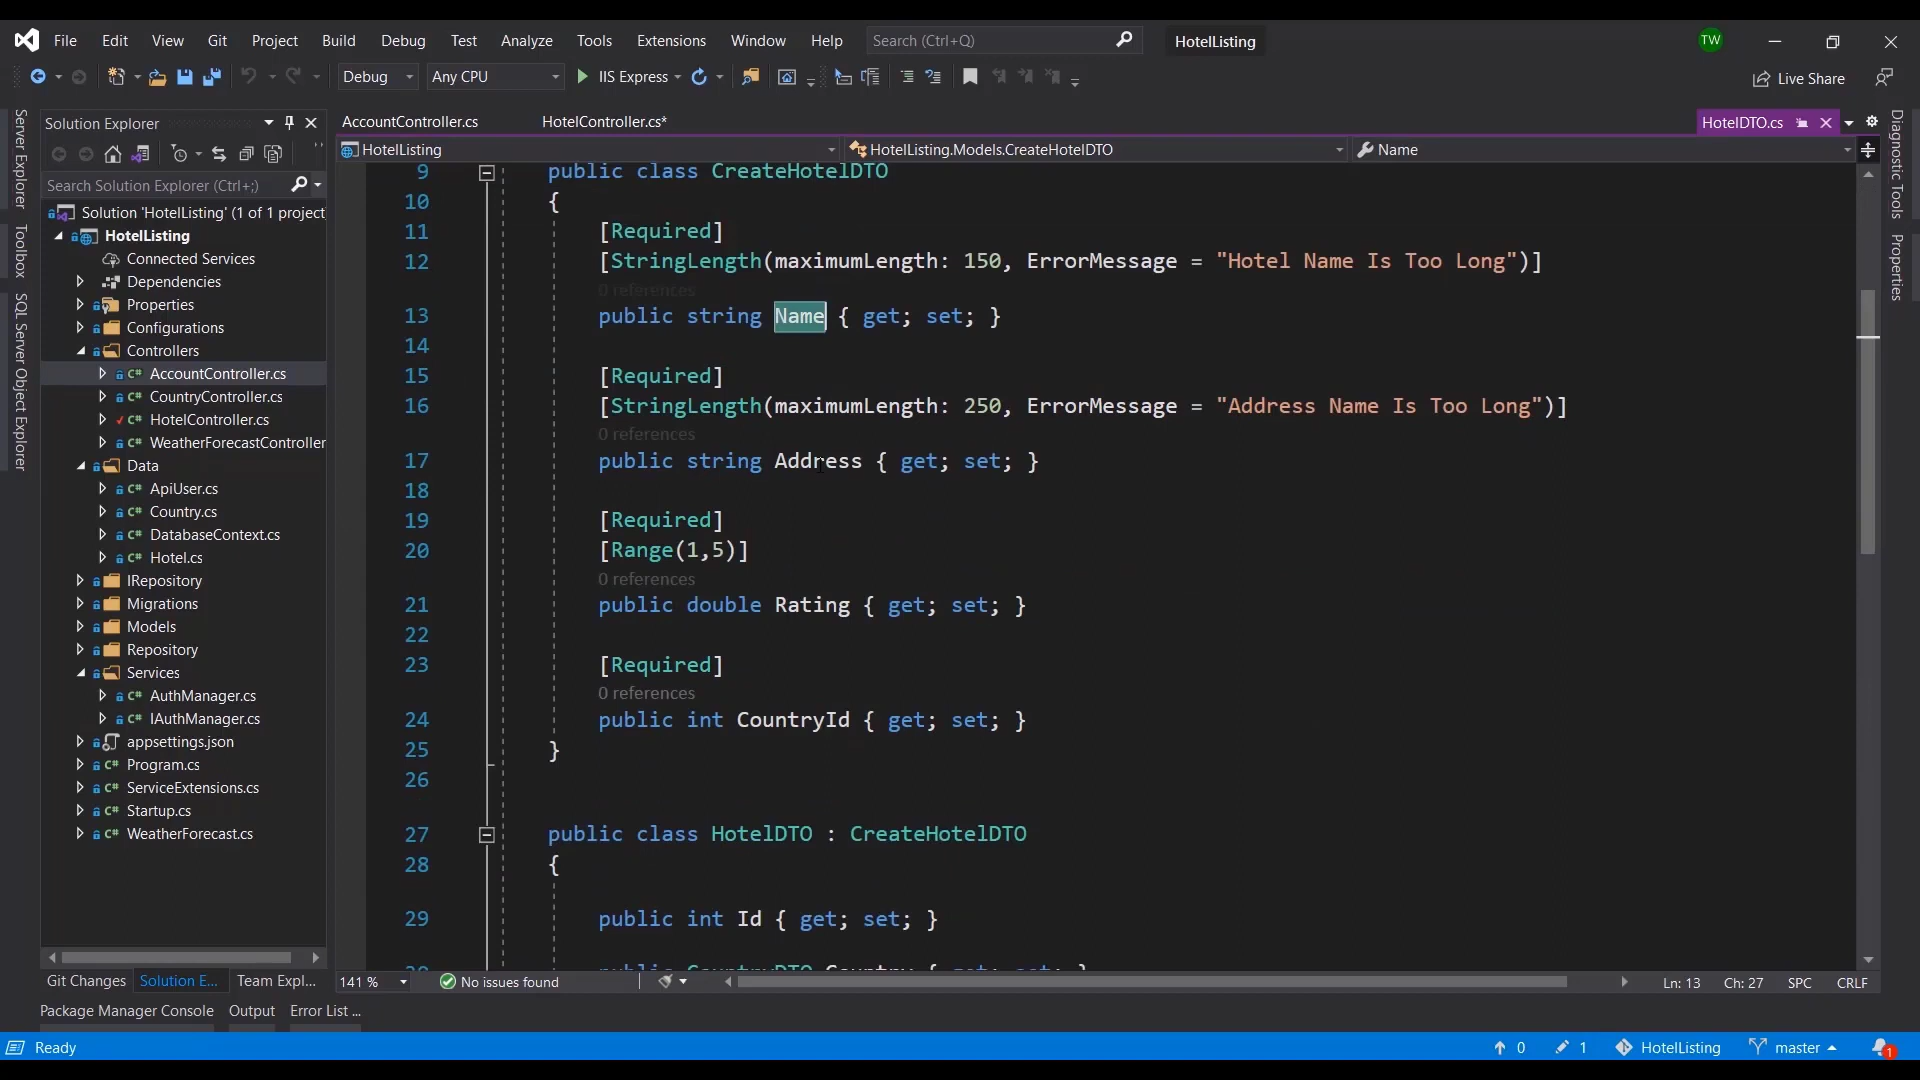 File Edit View Git Project Build Debug Test Analyze Tools Extensions Window Help Search (Ctrl+Q) HotelListing TW
Debug Any CPU IIS Express Live Share
Server Explorer
Toolbox
SQL Server Object Explorer
Solution Explorer
Search Solution Explorer (Ctrl+;)
Solution 'HotelListing' (1 of 1 project
HotelListing
Connected Services
Dependencies
Properties
Configurations
Controllers
AccountController.cs
CountryController.cs
HotelController.cs
WeatherForecastController
Data
ApiUser.cs
Country.cs
DatabaseContext.cs
Hotel.cs
IRepository
Migrations
Models
Repository
Services
AuthManager.cs
IAuthManager.cs
appsettings.json
Program.cs
ServiceExtensions.cs
Startup.cs
WeatherForecast.cs
Git Changes Solution E... Team Expl...
AccountController.cs HotelController.cs* HotelDTO.cs
HotelListing HotelListing.Models.CreateHotelDTO Name
9 public class CreateHotelDTO
10 {
11 [Required]
12 [StringLength(maximumLength: 150, ErrorMessage = "Hotel Name Is Too Long")]
0 references
13 public string Name { get; set; }
14
15 [Required]
16 [StringLength(maximumLength: 250, ErrorMessage = "Address Name Is Too Long")]
0 references
17 public string Address { get; set; }
18
19 [Required]
20 [Range(1,5)]
0 references
21 public double Rating { get; set; }
22
23 [Required]
0 references
24 public int CountryId { get; set; }
25 }
26
27 public class HotelDTO : CreateHotelDTO
28 {
29 public int Id { get; set; }
30 public CountryDTO Country { get; set; }
141 % No issues found Ln: 13 Ch: 27 SPC CRLF
Diagnostic Tools
Properties
Package Manager Console Output Error List ...
Ready 0 1 HotelListing master 1